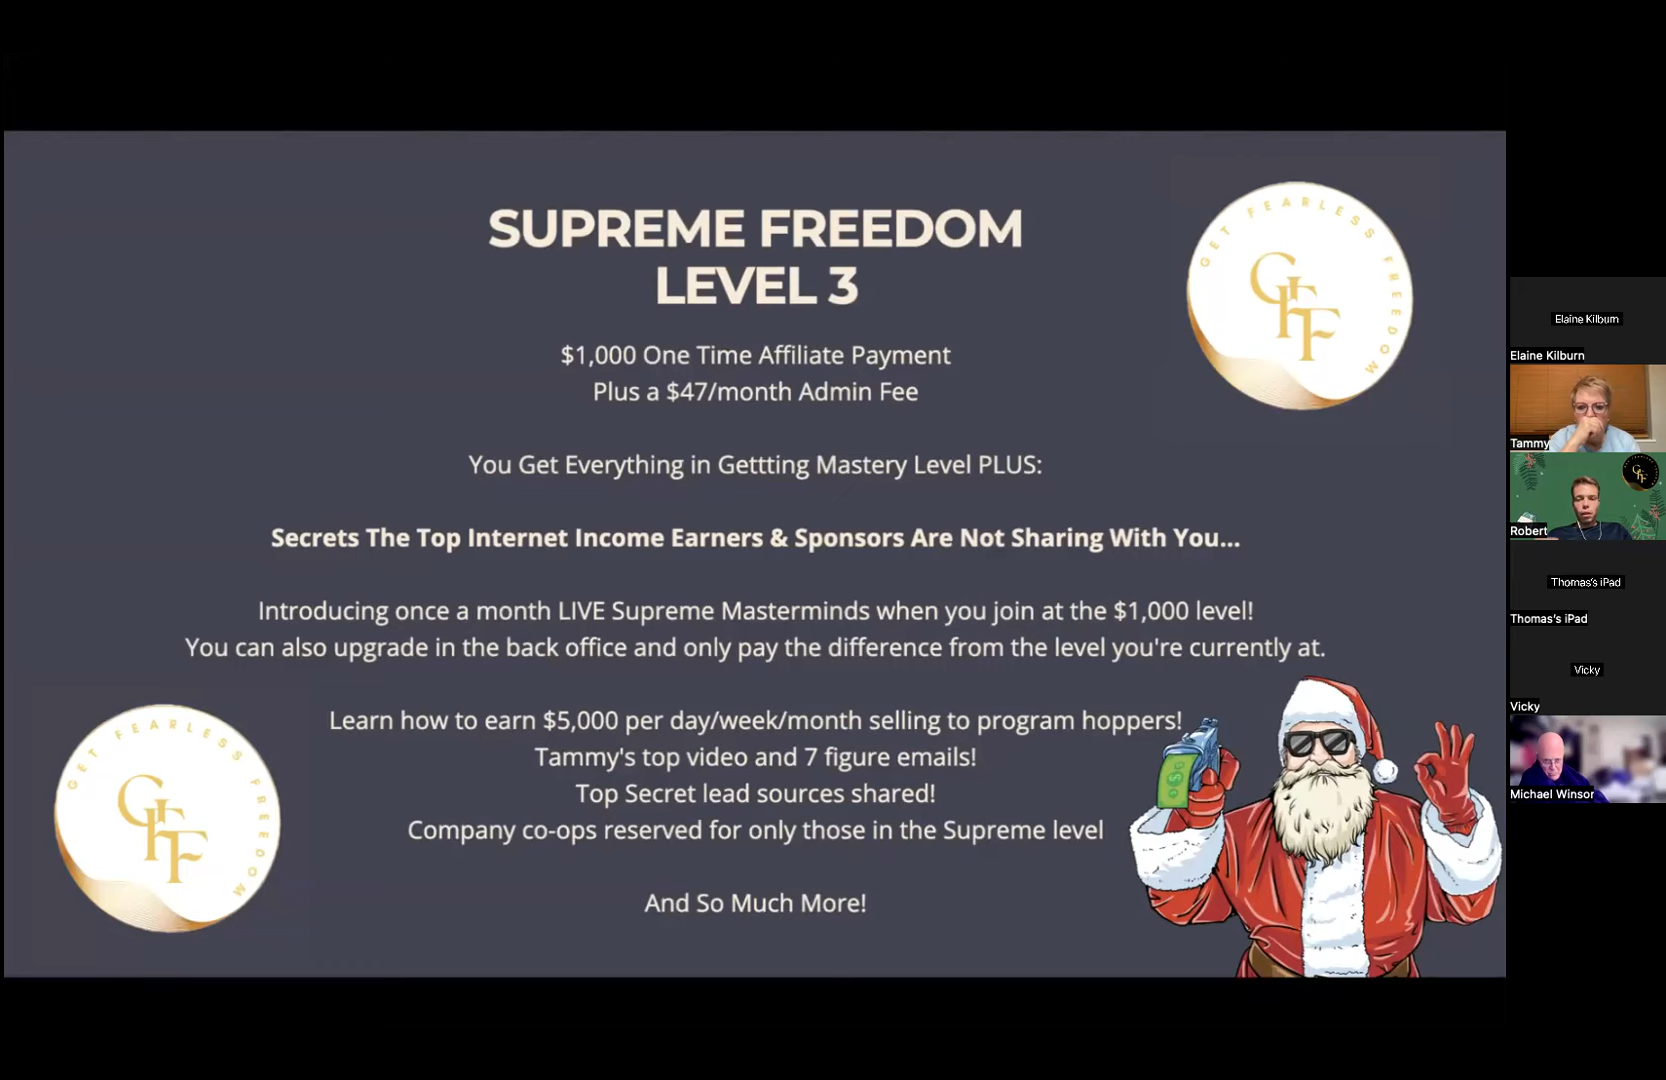 SUPREME FREEDOM
LEVEL 3
GET FEARLESS FREEDOM
GFF
$1,000 One Time Affiliate Payment
Plus a $47/month Admin Fee
You Get Everything in Gettting Mastery Level PLUS:
Secrets The Top Internet Income Earners & Sponsors Are Not Sharing With You...
Introducing once a month LIVE Supreme Masterminds when you join at the $1,000 level!
You can also upgrade in the back office and only pay the difference from the level you're currently at.
Learn how to earn $5,000 per day/week/month selling to program hoppers!
Tammy's top video and 7 figure emails!
Top Secret lead sources shared!
Company co-ops reserved for only those in the Supreme level
And So Much More!
GET FEARLESS FREEDOM
GFF
Elaine Kilburn
Elaine Kilburn
Tammy
GFF
Robert
Thomas's iPad
Thomas's iPad
Vicky
Vicky
Michael Winsor